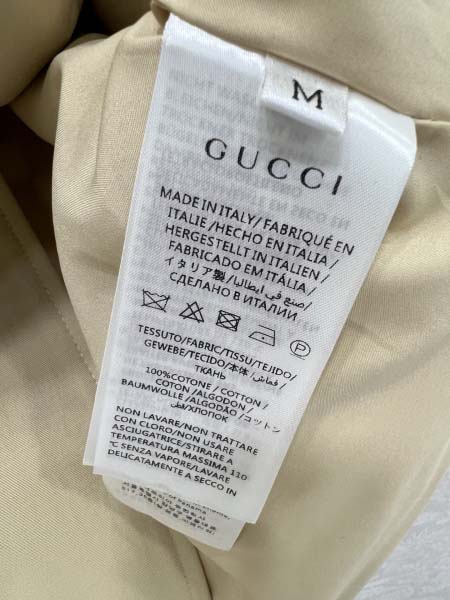 M
GUCCI
MADE IN ITALY/FABRIQUÉ EN
ITALIE/HECHO EN ITALIA/
HERGESTELLT IN ITALIEN/
FABRICADO EM ITÁLIA/
イタリア製/صنع في ايطاليا/
СДЕЛАНО В ИТАЛИИ
P
TESSUTO/FABRIC/TISSU/TEJIDO/
GEWEBE/TECIDO/本体/قماش/
ТКАНЬ
100%COTONE/COTTON/
COTON/ALGODON/
BAUMWOLLE/ALGODÃO/コットン
/قطن/ХЛОПОК
NON LAVARE/NON TRATTARE
CON CLORO/NON USARE
ASCIUGATRICE/STIRARE A
TEMPERATURA MASSIMA 110
°C SENZA VAPORE/LAVARE
DELICATAMENTE A SECCO IN